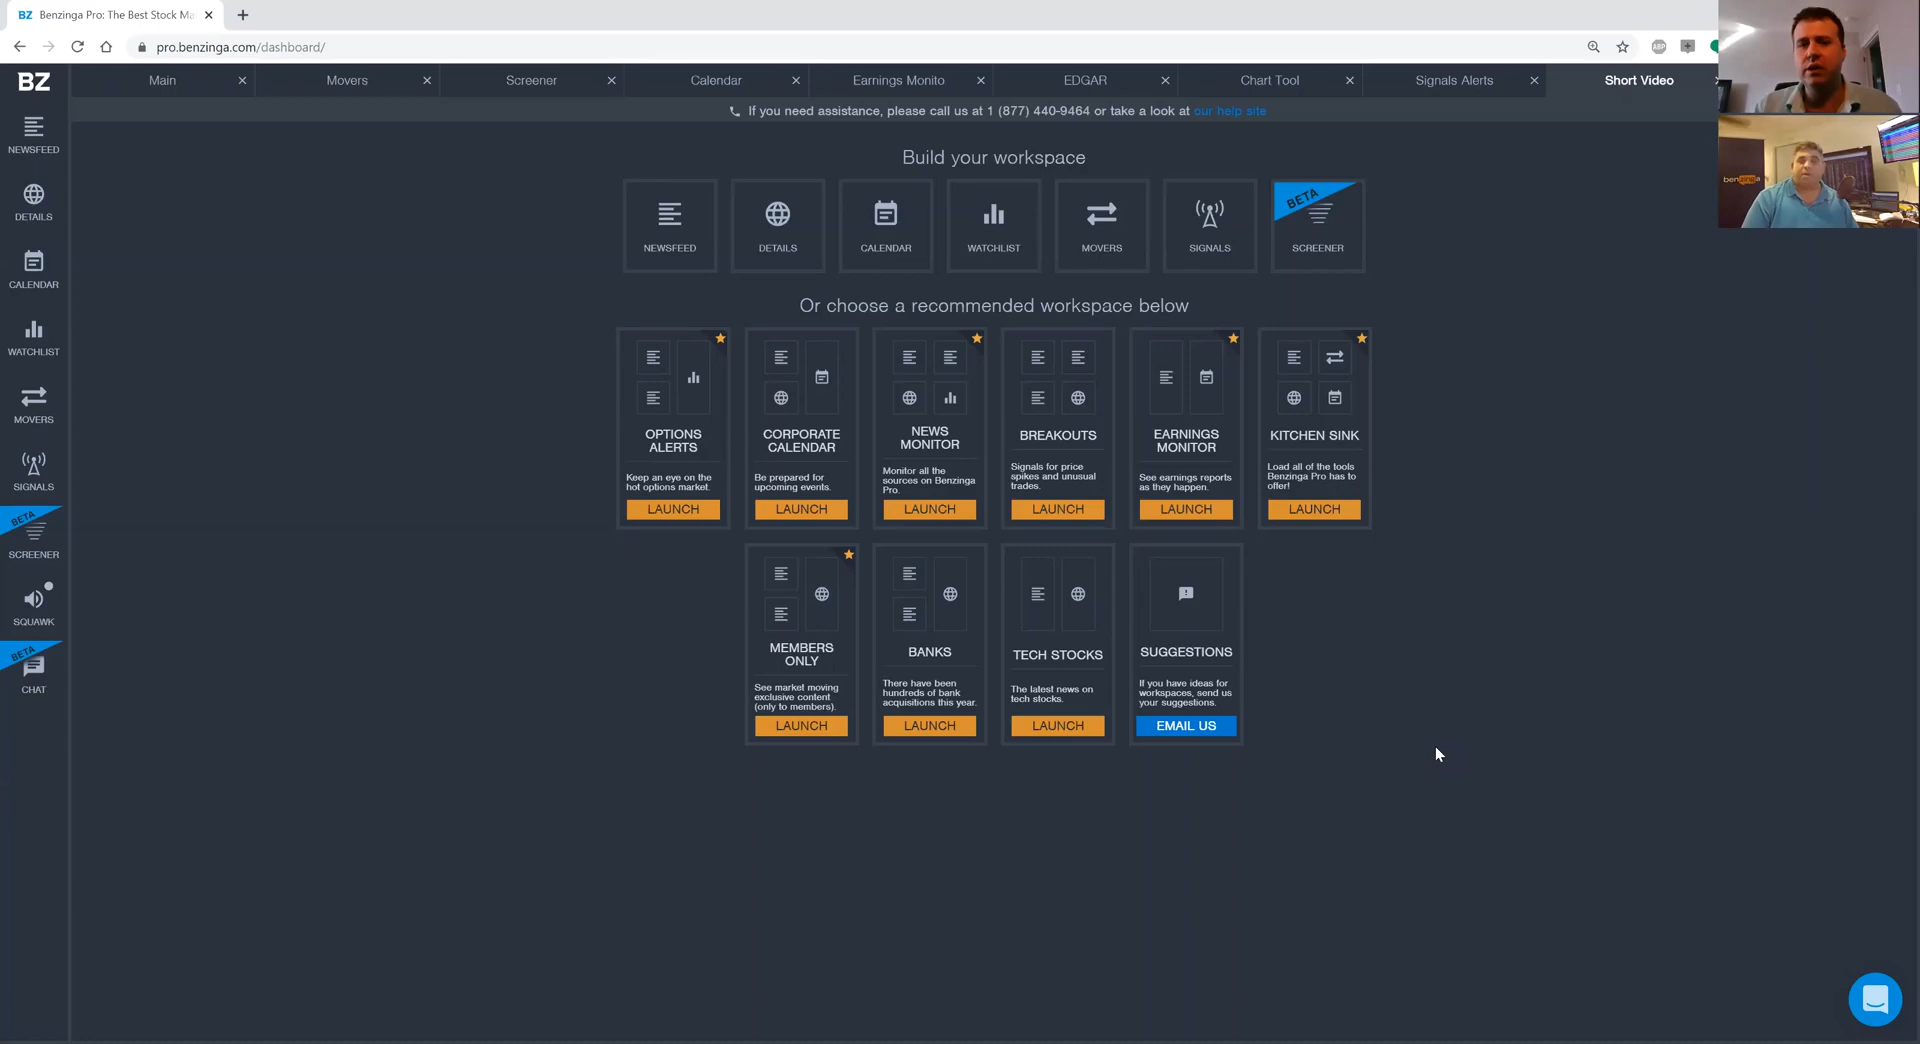 BZ Benzinga Pro: The Best Stock Ma
pro.benzinga.com/dashboard/
ABP
BZ
Main
Movers
Screener
Calendar
Earnings Monito
EDGAR
Chart Tool
Signals Alerts
Short Video
If you need assistance, please call us at 1 (877) 440-9464 or take a look at our help site
NEWSFEED
DETAILS
CALENDAR
WATCHLIST
MOVERS
SIGNALS
BETA
SCREENER
SQUAWK
BETA
CHAT
Build your workspace
NEWSFEED
DETAILS
CALENDAR
WATCHLIST
MOVERS
SIGNALS
BETA
SCREENER
Or choose a recommended workspace below
OPTIONS
ALERTS
Keep an eye on the
hot options market.
LAUNCH
CORPORATE
CALENDAR
Be prepared for
upcoming events.
LAUNCH
NEWS
MONITOR
Monitor all the
sources on Benzinga
Pro.
LAUNCH
BREAKOUTS
Signals for price
spikes and unusual
trades.
LAUNCH
EARNINGS
MONITOR
See earnings reports
as they happen.
LAUNCH
KITCHEN SINK
Load all of the tools
Benzinga Pro has to
offer!
LAUNCH
MEMBERS
ONLY
See market moving
exclusive content
(only to members).
LAUNCH
BANKS
There have been
hundreds of bank
acquisitions this year.
LAUNCH
TECH STOCKS
The latest news on
tech stocks.
LAUNCH
SUGGESTIONS
If you have ideas for
workspaces, send us
your suggestions.
EMAIL US
benzinga